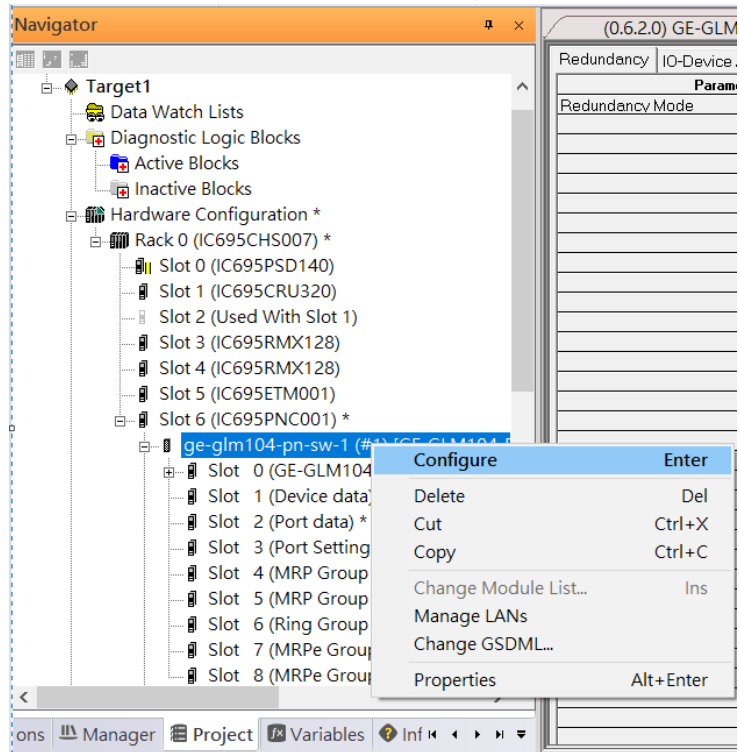 Navigator
(0.6.2.0) GE-GLM
Redundancy
IO-Device
Redundancy Mode
Target1
Data Watch Lists
Diagnostic Logic Blocks
Active Blocks
Inactive Blocks
Hardware Configuration *
Rack 0 (IC695CHS007) *
Slot 0 (IC695PSD140)
Slot 1 (IC695CRU320)
Slot 2 (Used With Slot 1)
Slot 3 (IC695RMX128)
Slot 4 (IC695RMX128)
Slot 5 (IC695ETM001)
Slot 6 (IC695PNC001) *
ge-glm104-pn-sw-1 (#1) [GE-GLM104
Slot 0 (GE-GLM104
Slot 1 (Device data)
Slot 2 (Port data) *
Slot 3 (Port Setting
Slot 4 (MRP Group
Slot 5 (MRP Group
Slot 6 (Ring Group
Slot 7 (MRPe Group
Slot 8 (MRPe Group
Configure Enter
Delete Del
Cut Ctrl+X
Copy Ctrl+C
Change Module List... Ins
Manage LANs
Change GSDML...
Properties Alt+Enter
ons Manager Project Variables Inf